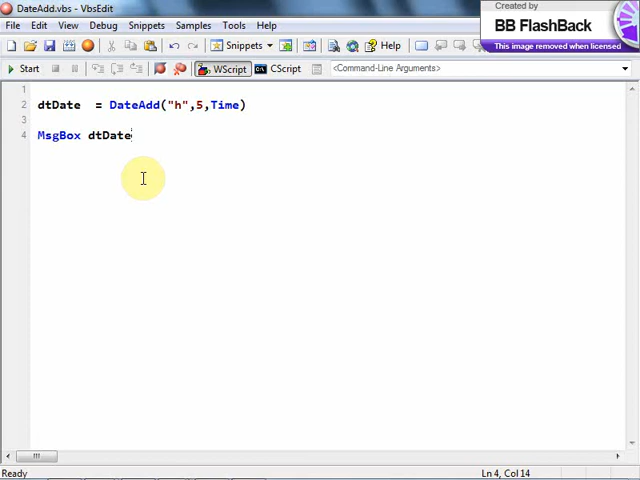 DateAdd.vbs - VbsEdit
Created by
BB FlashBack
This image removed when licensed
File Edit View Debug Snippets Samples Tools Help
Snippets Help
Start WScript CScript <Command-Line Arguments>
1
2 dtDate = DateAdd("h",5,Time)
3
4 MsgBox dtDate
Ready Ln 4, Col 14